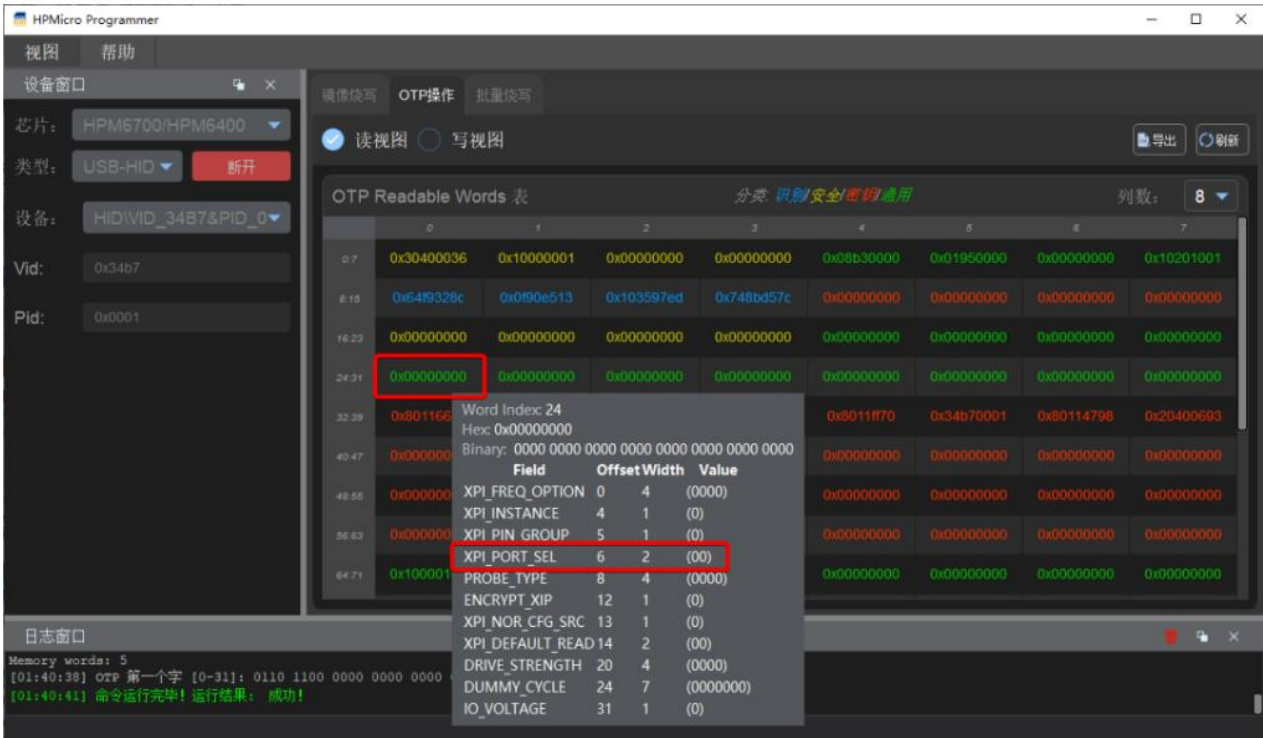 HPMicro Programmer
视图 帮助
设备窗口
镜像烧写 OTP操作 批量烧写
芯片: HPM6700/HPM6400
读视图 写视图 导出 刷新
类型: USB-HID 断开
OTP Readable Words 表 分类: 识别/安全/密钥/通用 列数: 8
设备: HID\VID_34B7&PID_0
0 1 2 3 4 5 6 7
Vid: 0x34b7
0:7 0x30400036 0x10000001 0x00000000 0x00000000 0x08b30000 0x01950000 0x00000000 0x10201001
8:15 0x64f9328c 0x0f90e513 0x103597ed 0x748bd57c 0x00000000 0x00000000 0x00000000 0x00000000
Pid: 0x0001
16:23 0x00000000 0x00000000 0x00000000 0x00000000 0x00000000 0x00000000 0x00000000 0x00000000
24:31 0x00000000 0x00000000 0x00000000 0x00000000 0x00000000 0x00000000 0x00000000 0x00000000
32:39 0x801166 0x8011ff70 0x34b70001 0x80114798 0x20400693
40:47 0x000000 0x00000000 0x00000000 0x00000000 0x00000000
48:55 0x000000 0x00000000 0x00000000 0x00000000 0x00000000
56:63 0x000000 0x00000000 0x00000000 0x00000000 0x00000000
64:71 0x100001 0x00000000 0x00000000 0x00000000 0x00000000
Word Index: 24
Hex: 0x00000000
Binary: 0000 0000 0000 0000 0000 0000 0000 0000
Field Offset Width Value
XPI_FREQ_OPTION 0 4 (0000)
XPI_INSTANCE 4 1 (0)
XPI_PIN_GROUP 5 1 (0)
XPI_PORT_SEL 6 2 (00)
PROBE_TYPE 8 4 (0000)
ENCRYPT_XIP 12 1 (0)
XPI_NOR_CFG_SRC 13 1 (0)
XPI_DEFAULT_READ 14 2 (00)
DRIVE_STRENGTH 20 4 (0000)
DUMMY_CYCLE 24 7 (0000000)
IO_VOLTAGE 31 1 (0)
日志窗口
Memory words: 5
[01:40:38] OTP 第一个字 [0-31]: 0110 1100 0000 0000 0000
[01:40:41] 命令运行完毕! 运行结果: 成功!